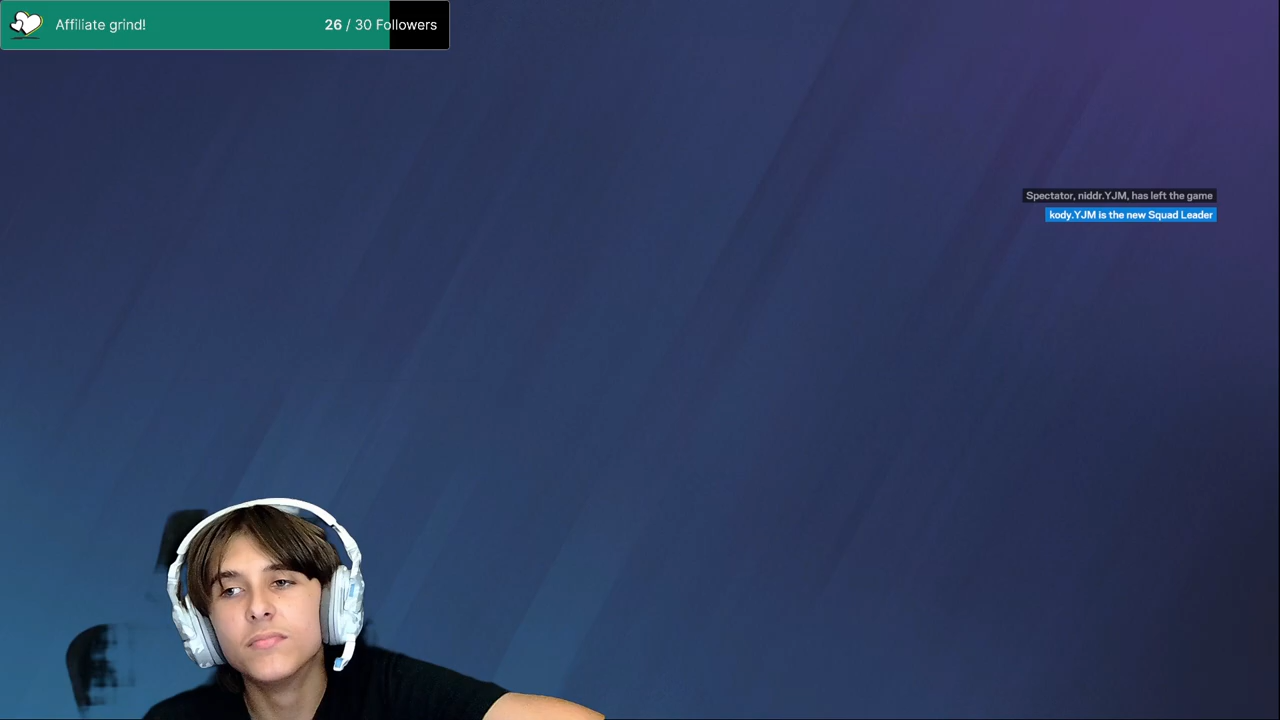 Affiliate grind!
26 / 30 Followers
Spectator, niddr.YJM, has left the game
kody.YJM is the new Squad Leader